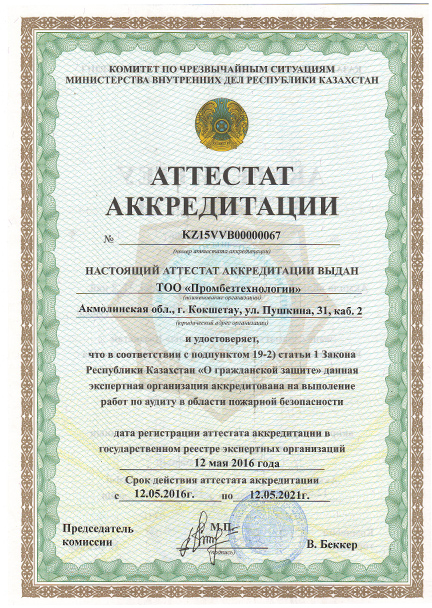 КОМИТЕТ ПО ЧРЕЗВЫЧАЙНЫМ СИТУАЦИЯМ
МИНИСТЕРСТВА ВНУТРЕННИХ ДЕЛ РЕСПУБЛИКИ КАЗАХСТАН
АТТЕСТАТ
АККРЕДИТАЦИИ
№ KZ15VVB00000067
(номер аттестата аккредитации)
НАСТОЯЩИЙ АТТЕСТАТ АККРЕДИТАЦИИ ВЫДАН
ТОО «Промбезтехнологии»
(наименование организации)
Акмолинская обл., г. Кокшетау, ул. Пушкина, 31, каб. 2
(юридический адрес организации)
и удостоверяет,
что в соответствии с подпунктом 19-2) статьи 1 Закона
Республики Казахстан «О гражданской защите» данная
экспертная организация аккредитована на выполение
работ по аудиту в области пожарной безопасности
дата регистрации аттестата аккредитации в
государственном реестре экспертных организаций
12 мая 2016 года
Срок действия аттестата аккредитации
с 12.05.2016г. по 12.05.2021г.
Председатель
комиссии
М.П.
(подпись)
В. Беккер